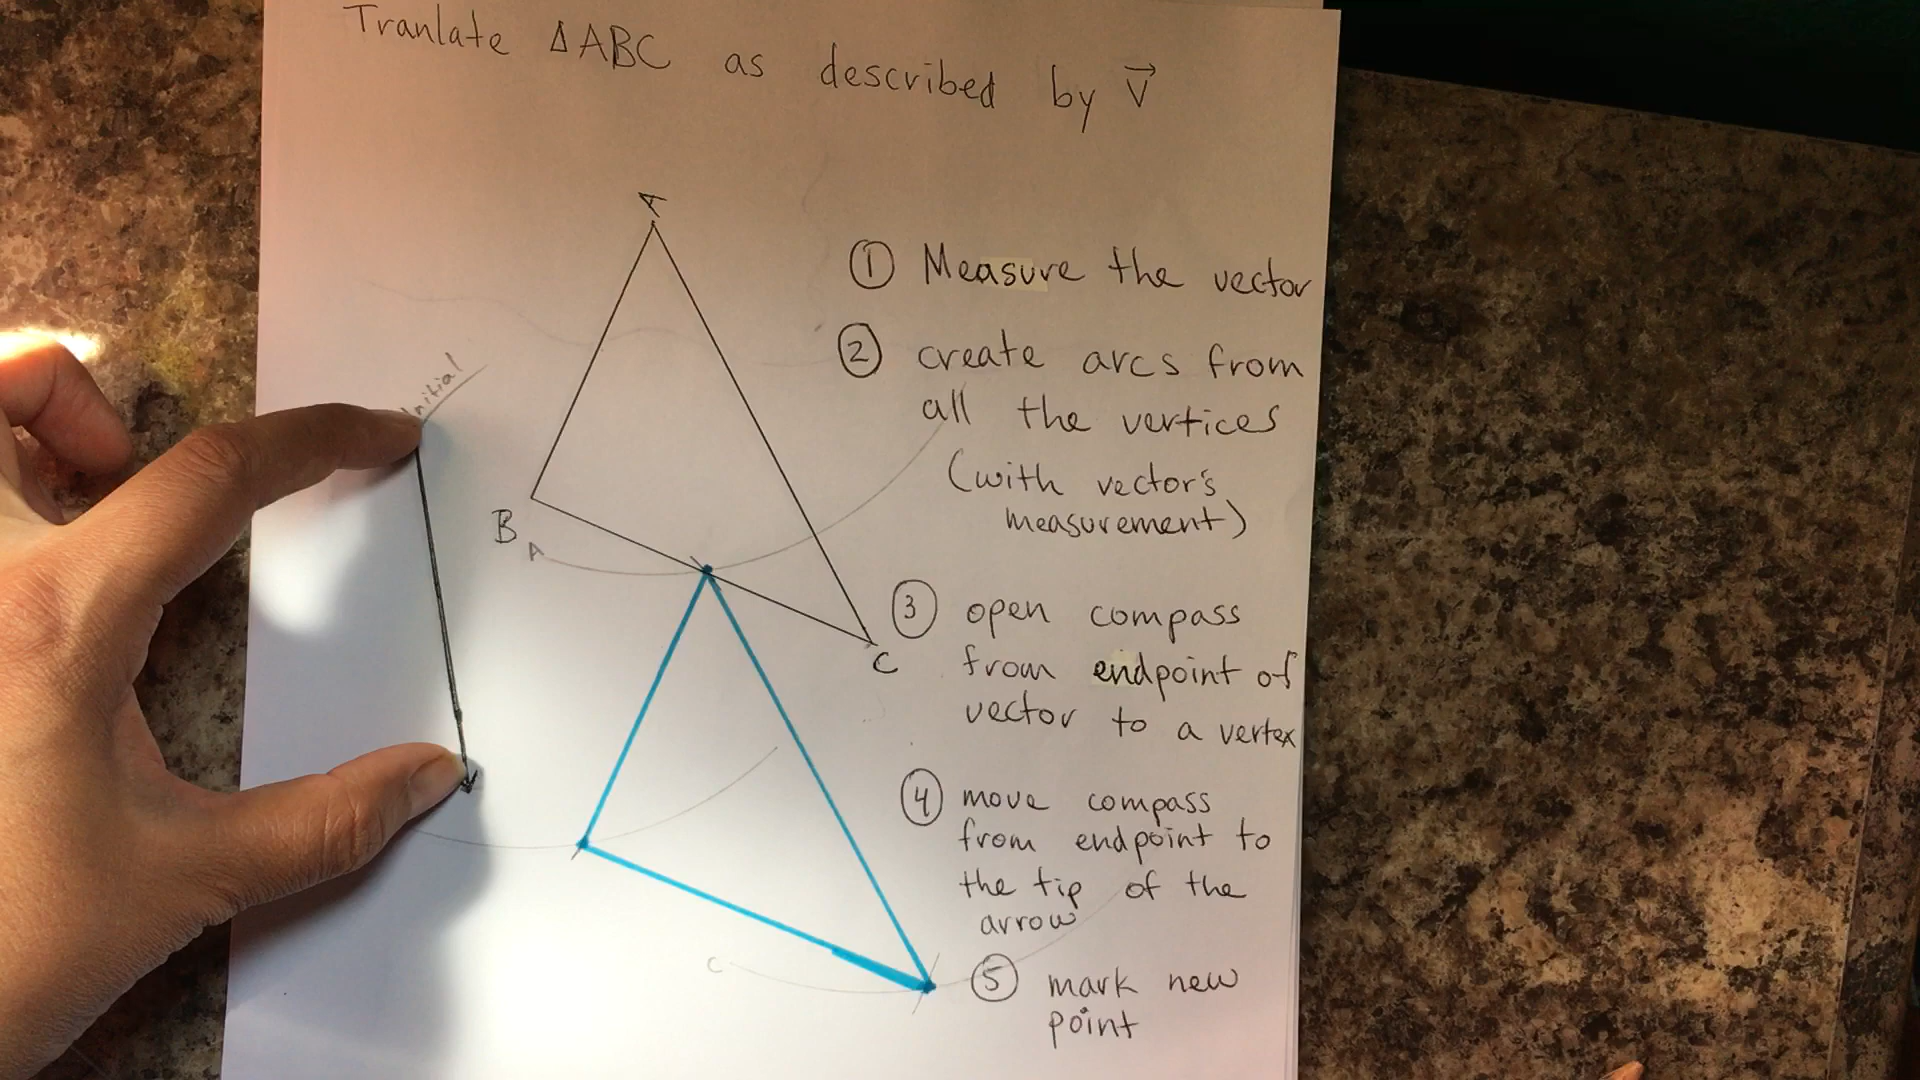 Tranlate ΔABC as described by V⃗
A
① Measure the vector
② create arcs from
all the vertices
(with vector's
measurement)
B
A
C
③ open compass
from endpoint of
vector to a vertex
④ move compass
from endpoint to
the tip of the
arrow
C
⑤ mark new
point